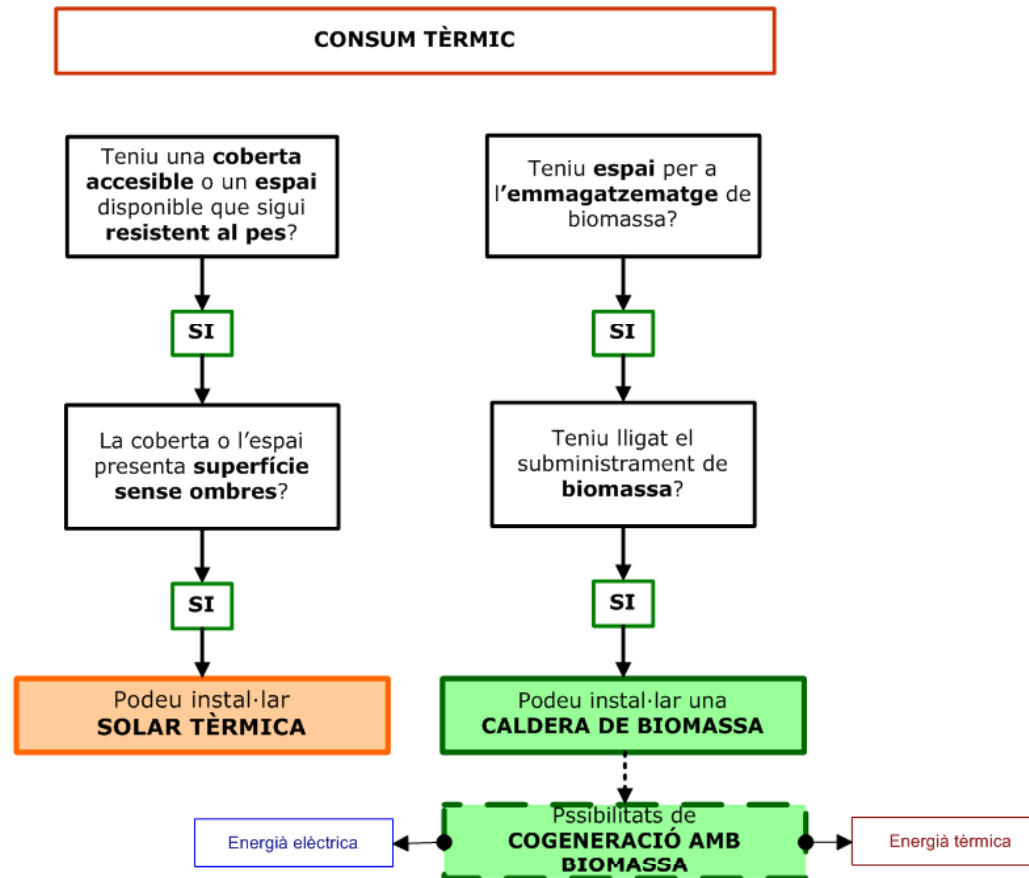 CONSUM TÈRMIC
Teniu una coberta
accesible o un espai
disponible que sigui
resistent al pes?
SI
La coberta o l'espai
presenta superfície
sense ombres?
SI
Podeu instal·lar
SOLAR TÈRMICA
Teniu espai per a
l'emmagatzematge de
biomassa?
SI
Teniu lligat el
subministrament de
biomassa?
SI
Podeu instal·lar una
CALDERA DE BIOMASSA
Pssibilitats de
COGENERACIÓ AMB
BIOMASSA
Energià elèctrica
Energià tèrmica